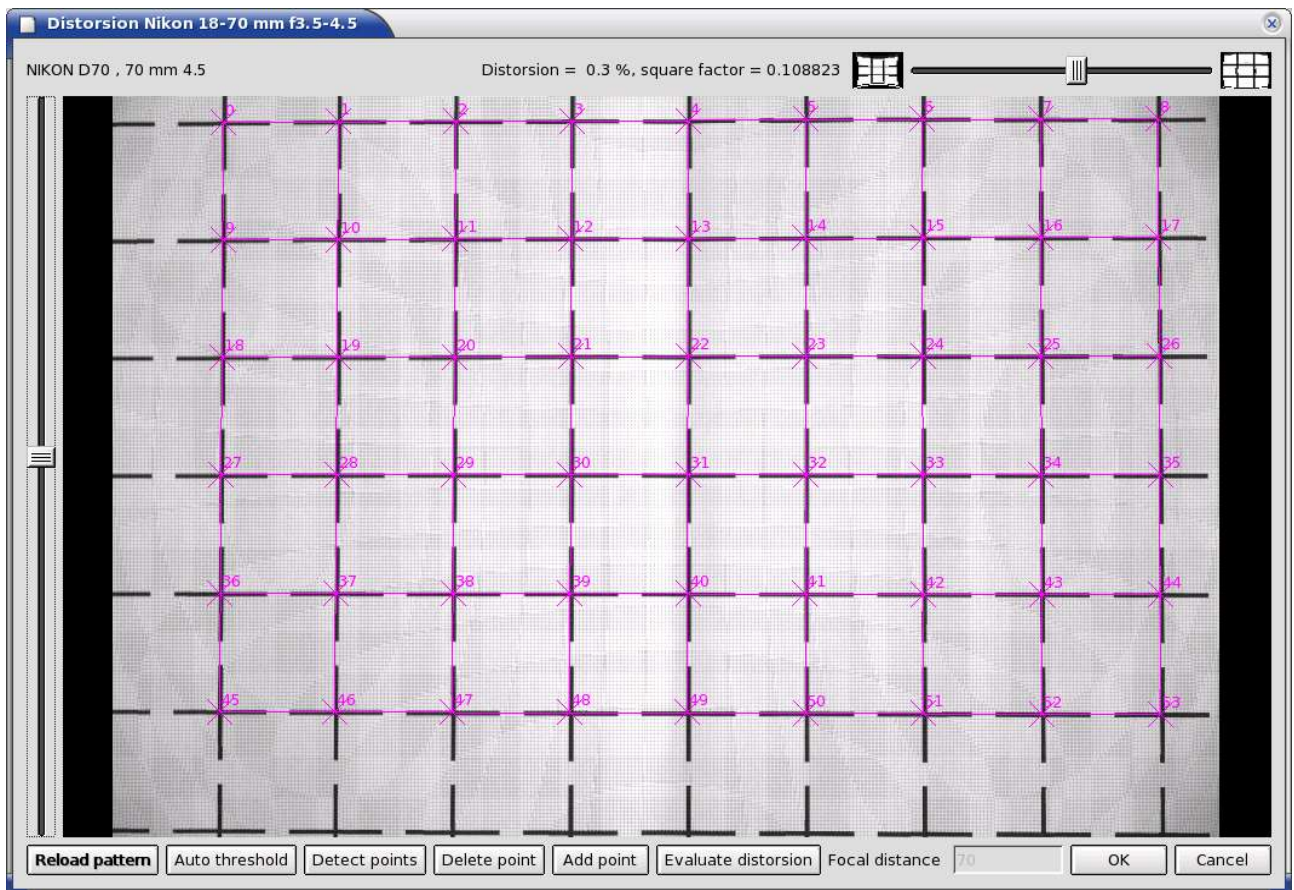 Distorsion Nikon 18-70 mm f3.5-4.5
NIKON D70 , 70 mm 4.5 Distorsion = 0.3 %, square factor = 0.108823
0 1 2 3 4 5 6 7 8
9 10 11 12 13 14 15 16 17
18 19 20 21 22 23 24 25 26
27 28 29 30 31 32 33 34 35
36 37 38 39 40 41 42 43 44
45 46 47 48 49 50 51 52 53
Reload pattern Auto threshold Detect points Delete point Add point Evaluate distorsion Focal distance 70 OK Cancel